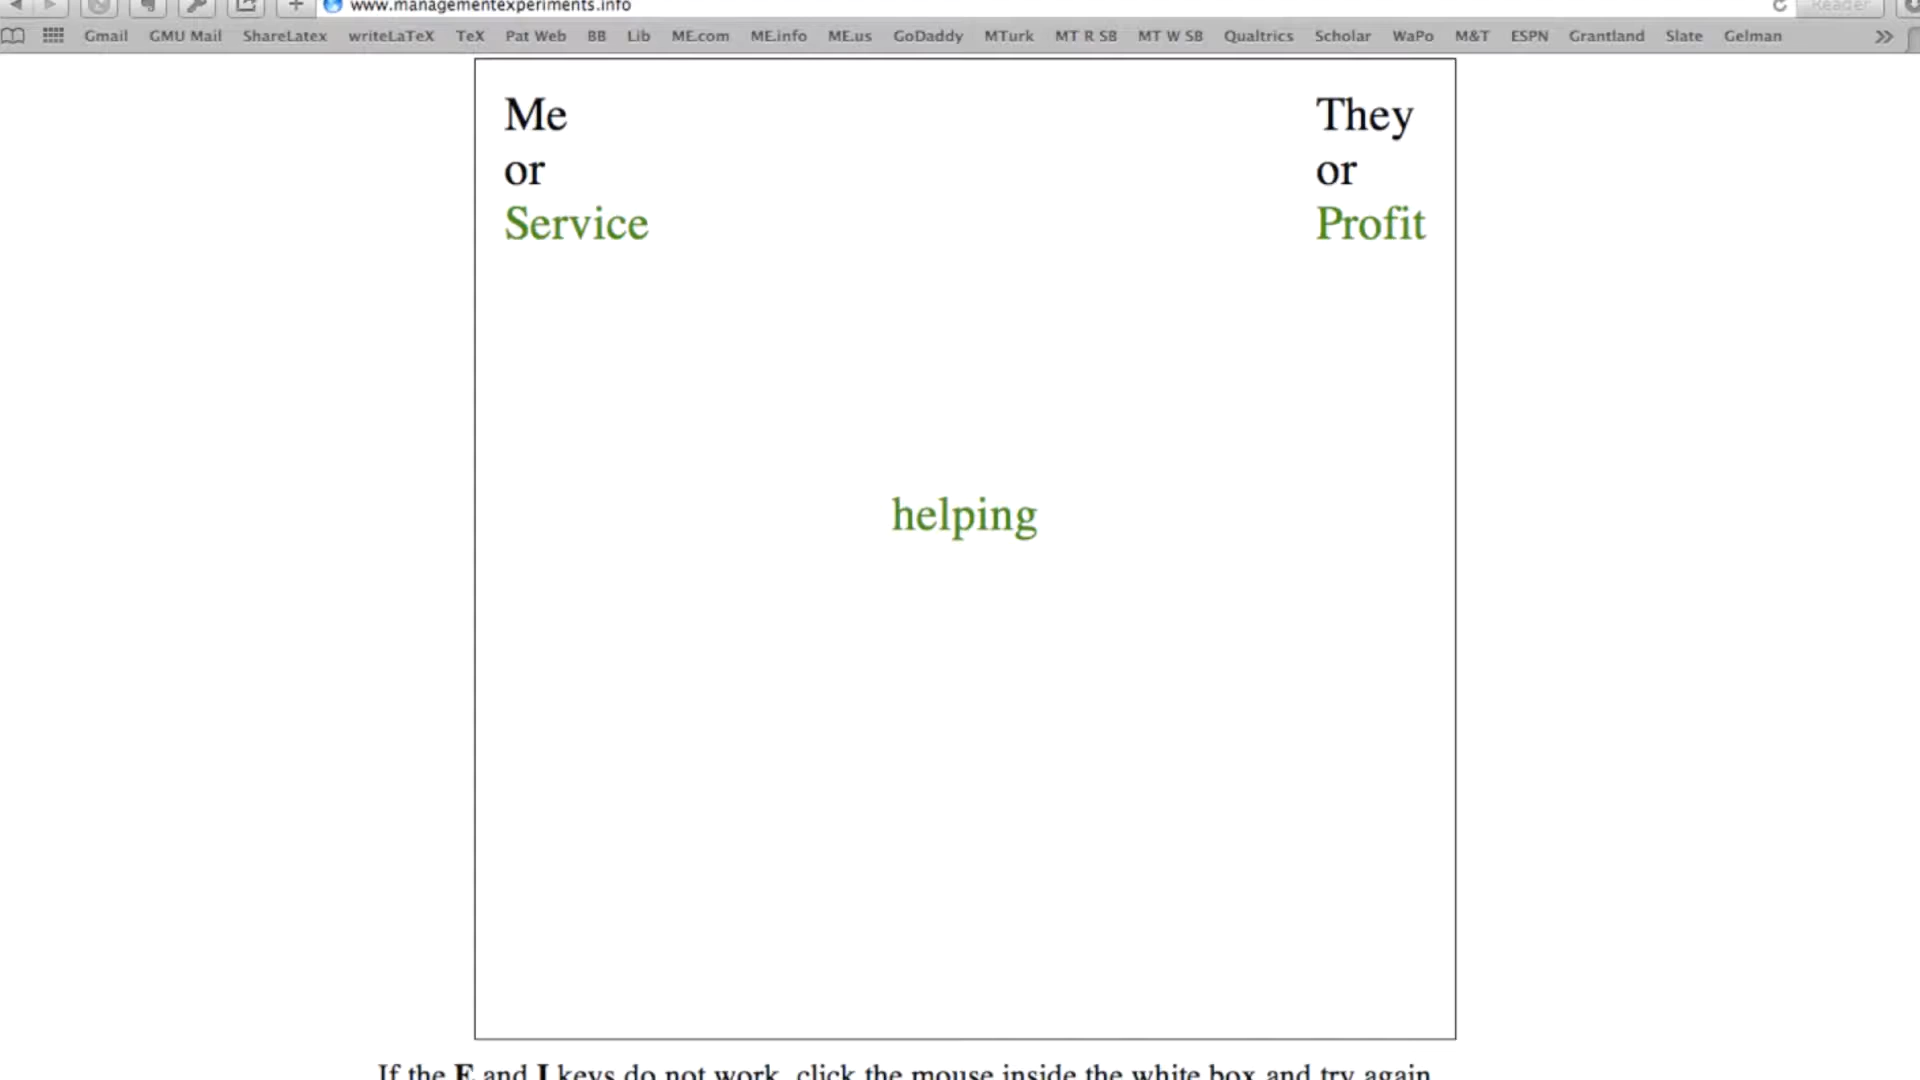 www.managementexperiments.info
Reader
Gmail GMU Mail ShareLatex writeLaTeX TeX Pat Web BB Lib ME.com ME.info ME.us GoDaddy MTurk MT R SB MT W SB Qualtrics Scholar WaPo M&T ESPN Grantland Slate Gelman >>
Me They
or or
Service Profit
helping
If the E and I keys do not work, click the mouse inside the white box and try again.